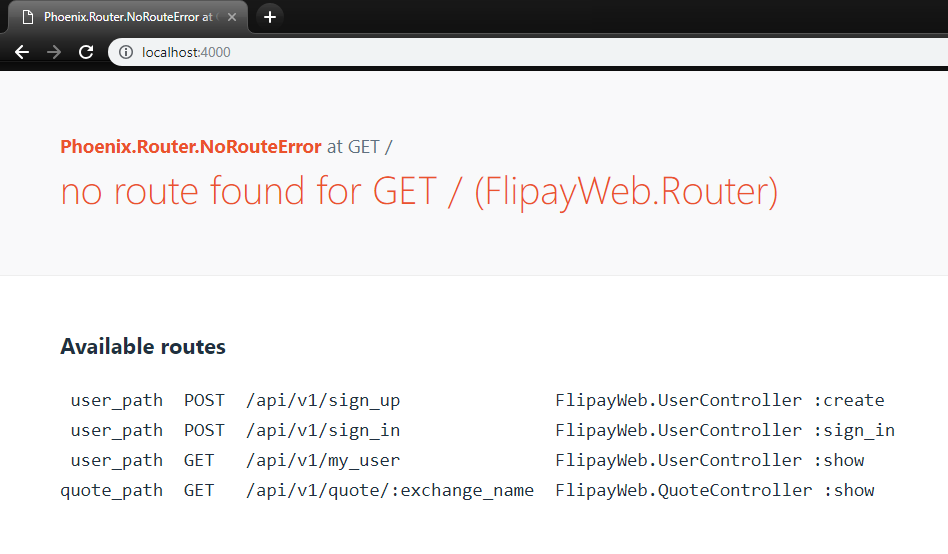 Phoenix.Router.NoRouteError at
localhost:4000
Phoenix.Router.NoRouteError at GET /
no route found for GET / (FlipayWeb.Router)
Available routes
user_path POST /api/v1/sign_up FlipayWeb.UserController :create
user_path POST /api/v1/sign_in FlipayWeb.UserController :sign_in
user_path GET /api/v1/my_user FlipayWeb.UserController :show
quote_path GET /api/v1/quote/:exchange_name FlipayWeb.QuoteController :show